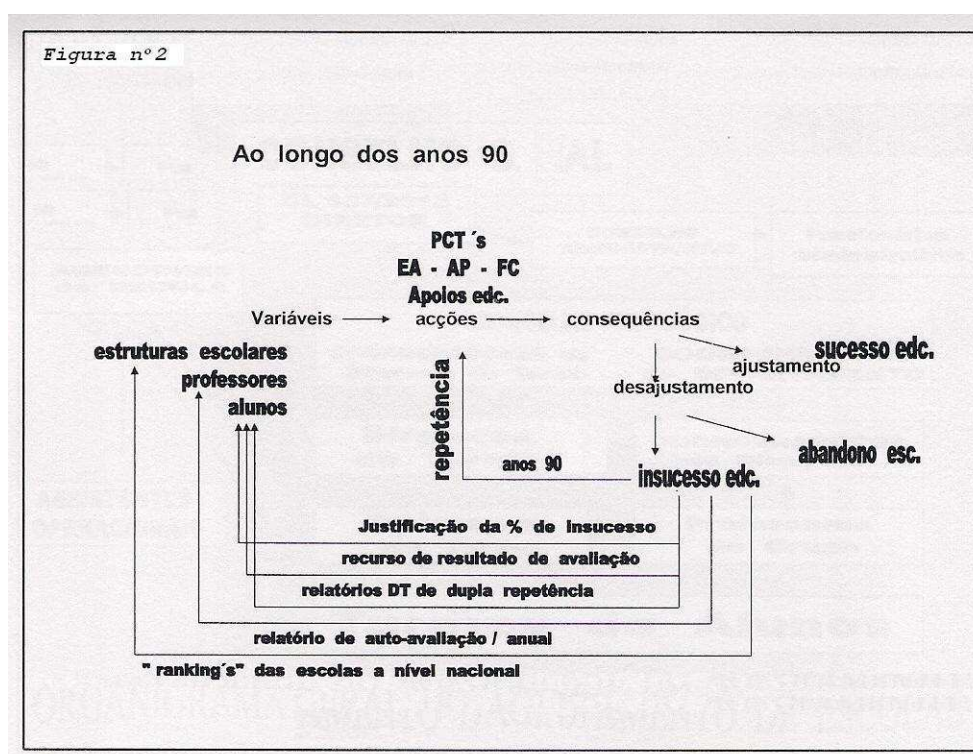 Figura nº2
Ao longo dos anos 90
PCT ´s
EA - AP - FC
Apoios edc.
Variáveis acções consequências
estruturas escolares
professores
alunos
sucesso edc.
ajustamento
desajustamento
repetência
anos 90
abandono esc.
insucesso edc.
Justificação da % de insucesso
recurso de resultado de avaliação
relatórios DT de dupla repetência
relatório de auto-avaliação / anual
" ranking´s" das escolas a nível nacional